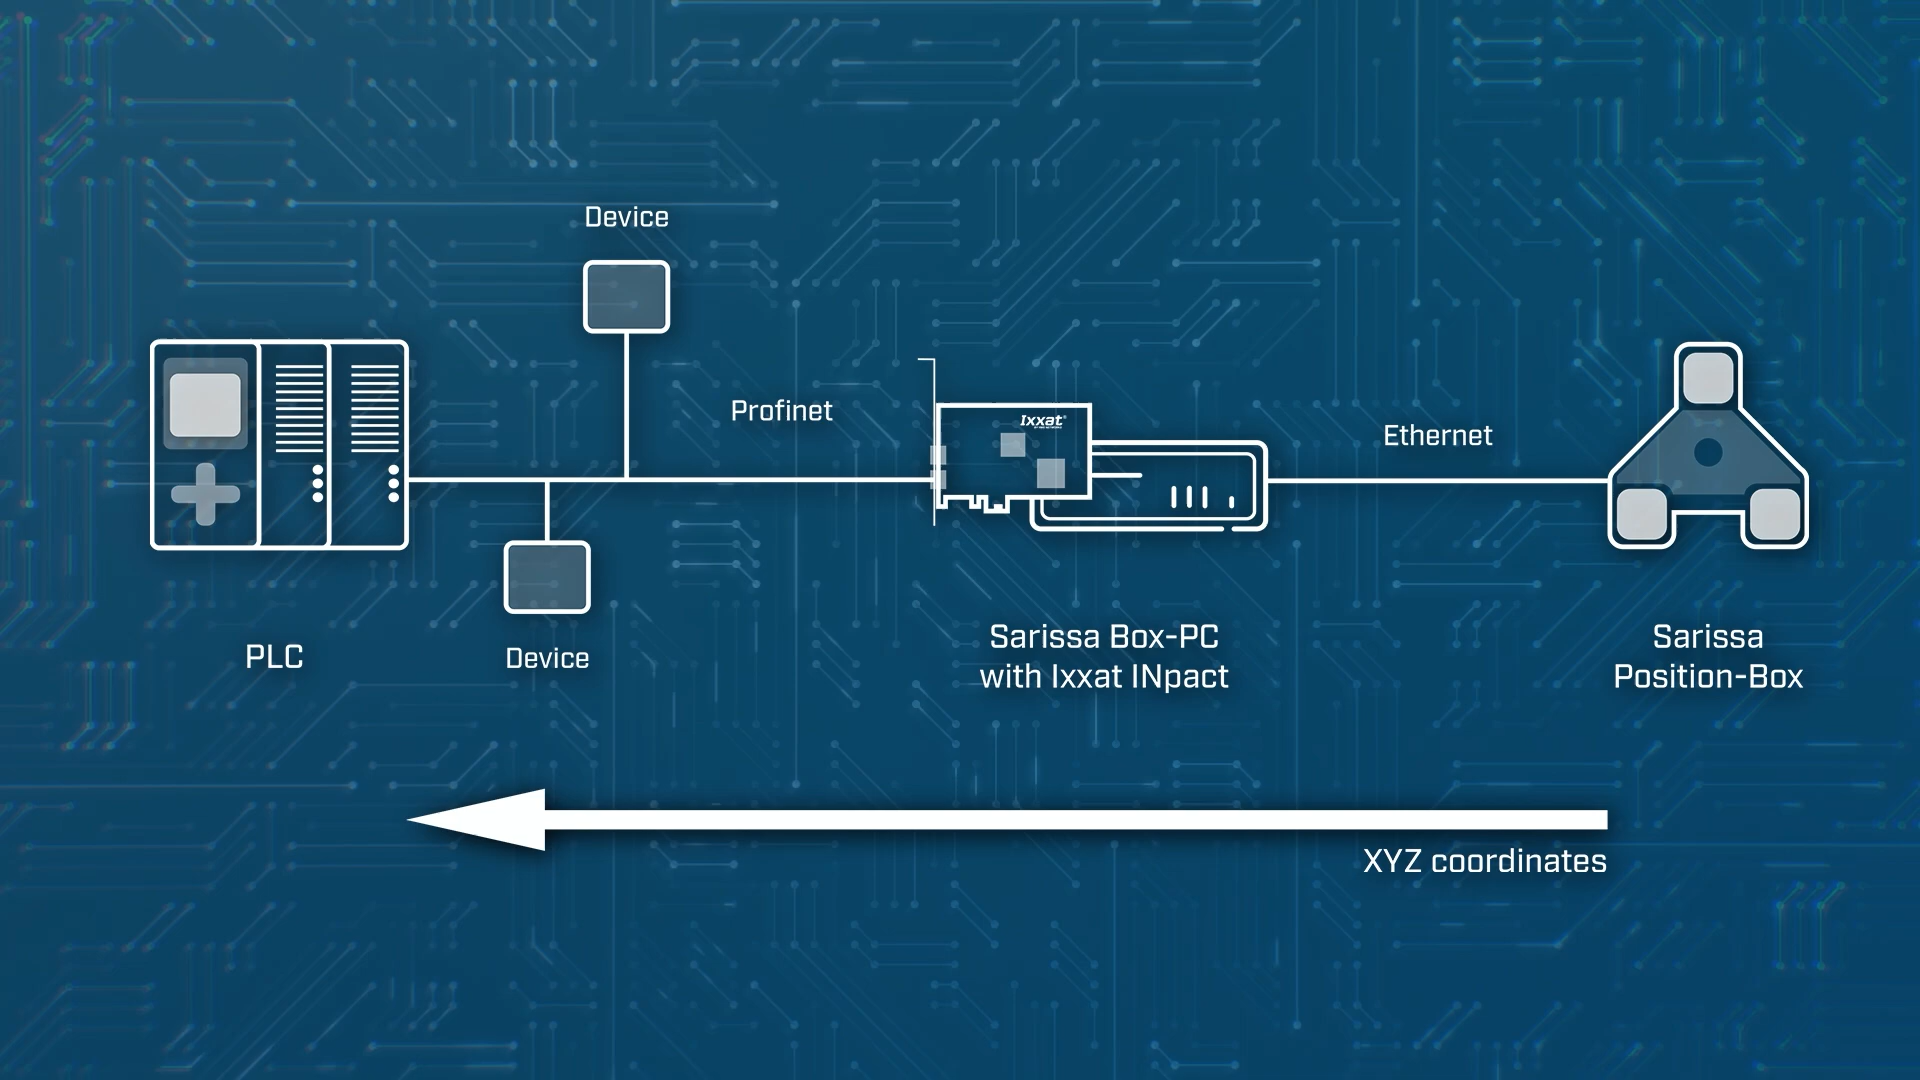 Device
Profinet
Ixxat®
Ethernet
PLC
Device
Sarissa Box-PC
with Ixxat INpact
Sarissa
Position-Box
XYZ coordinates